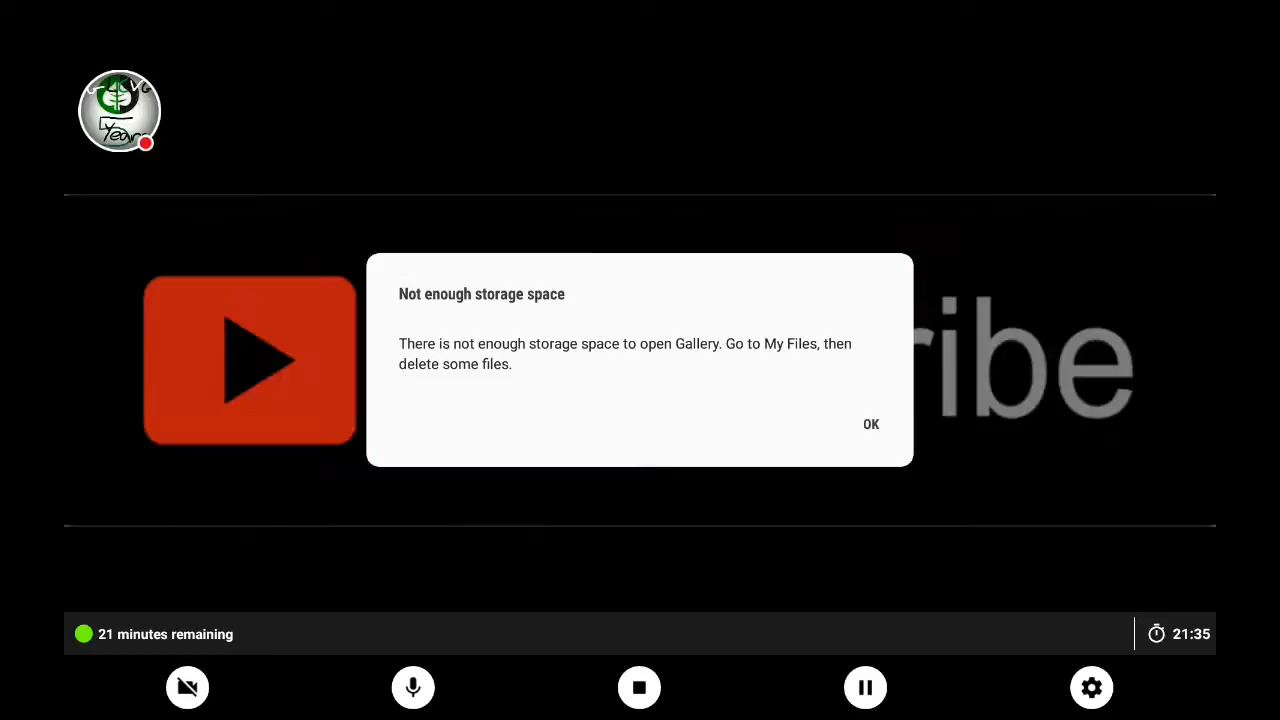 Year
Not enough storage space
There is not enough storage space to open Gallery. Go to My Files, then
delete some files.
OK
ribe
21 minutes remaining
21:35